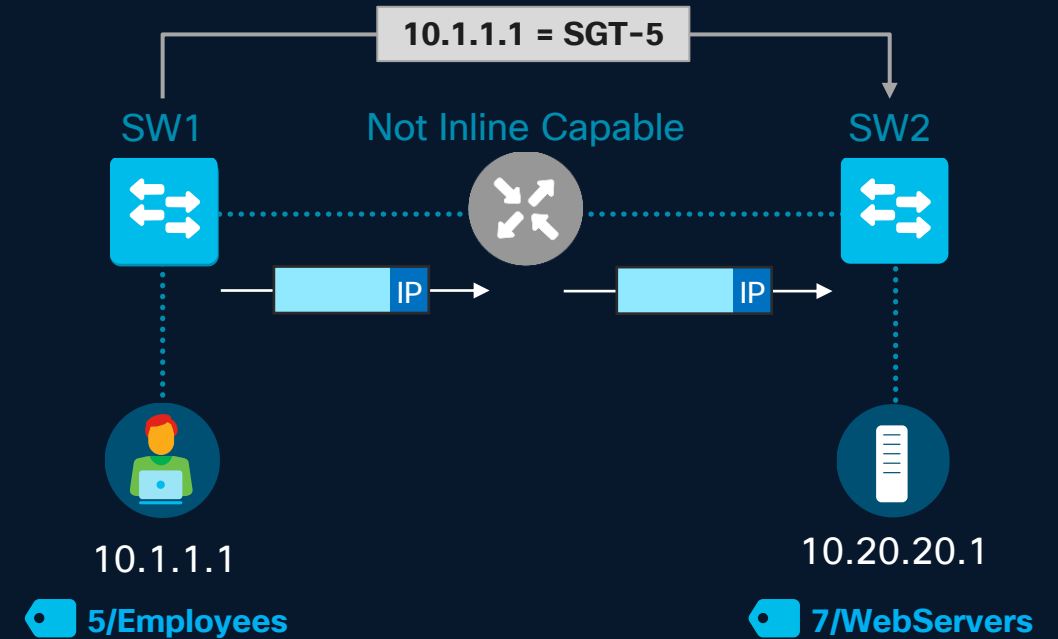 10.1.1.1 = SGT-5
SW1
Not Inline Capable
SW2
IP
IP
10.1.1.1
10.20.20.1
5/Employees
7/WebServers